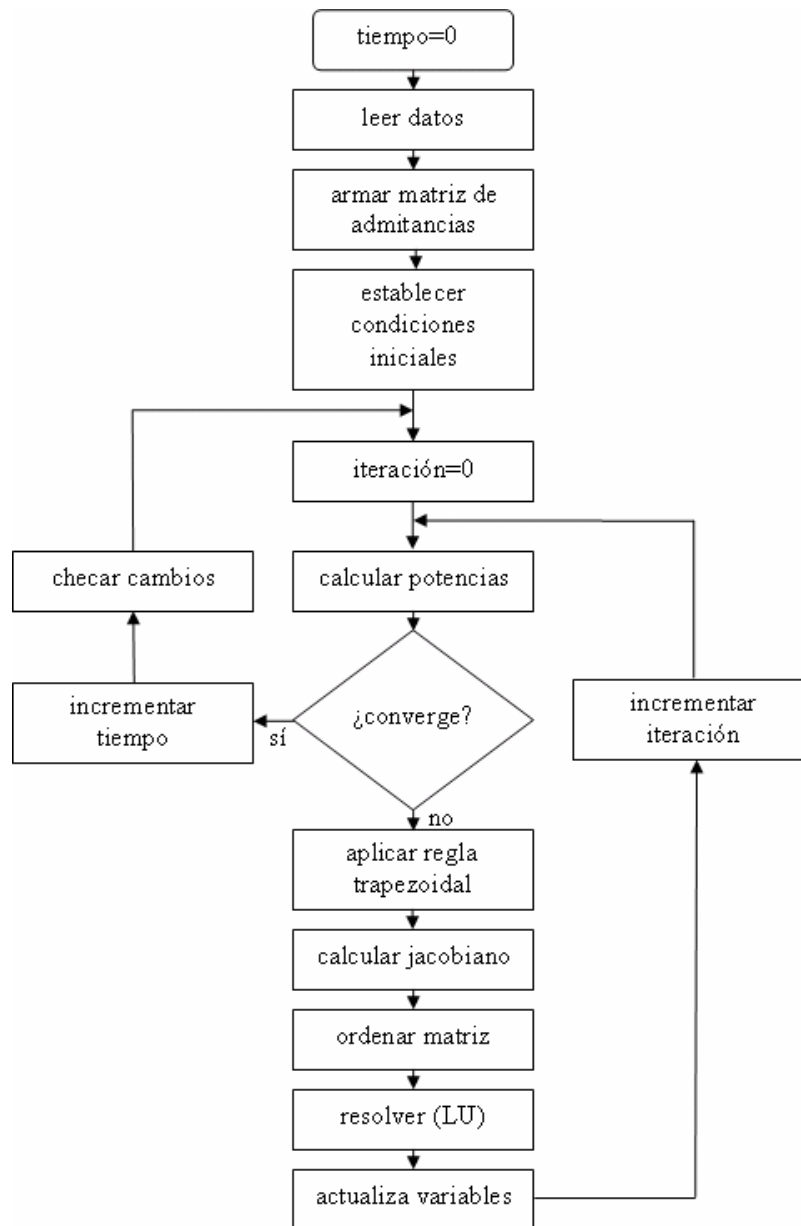 tiempo=0
leer datos
armar matriz de
admitancias
establecer
condiciones
iniciales
iteración=0
checar cambios
calcular potencias
incrementar
tiempo
sí
¿converge?
incrementar
iteración
no
aplicar regla
trapezoidal
calcular jacobiano
ordenar matriz
resolver (LU)
actualiza variables